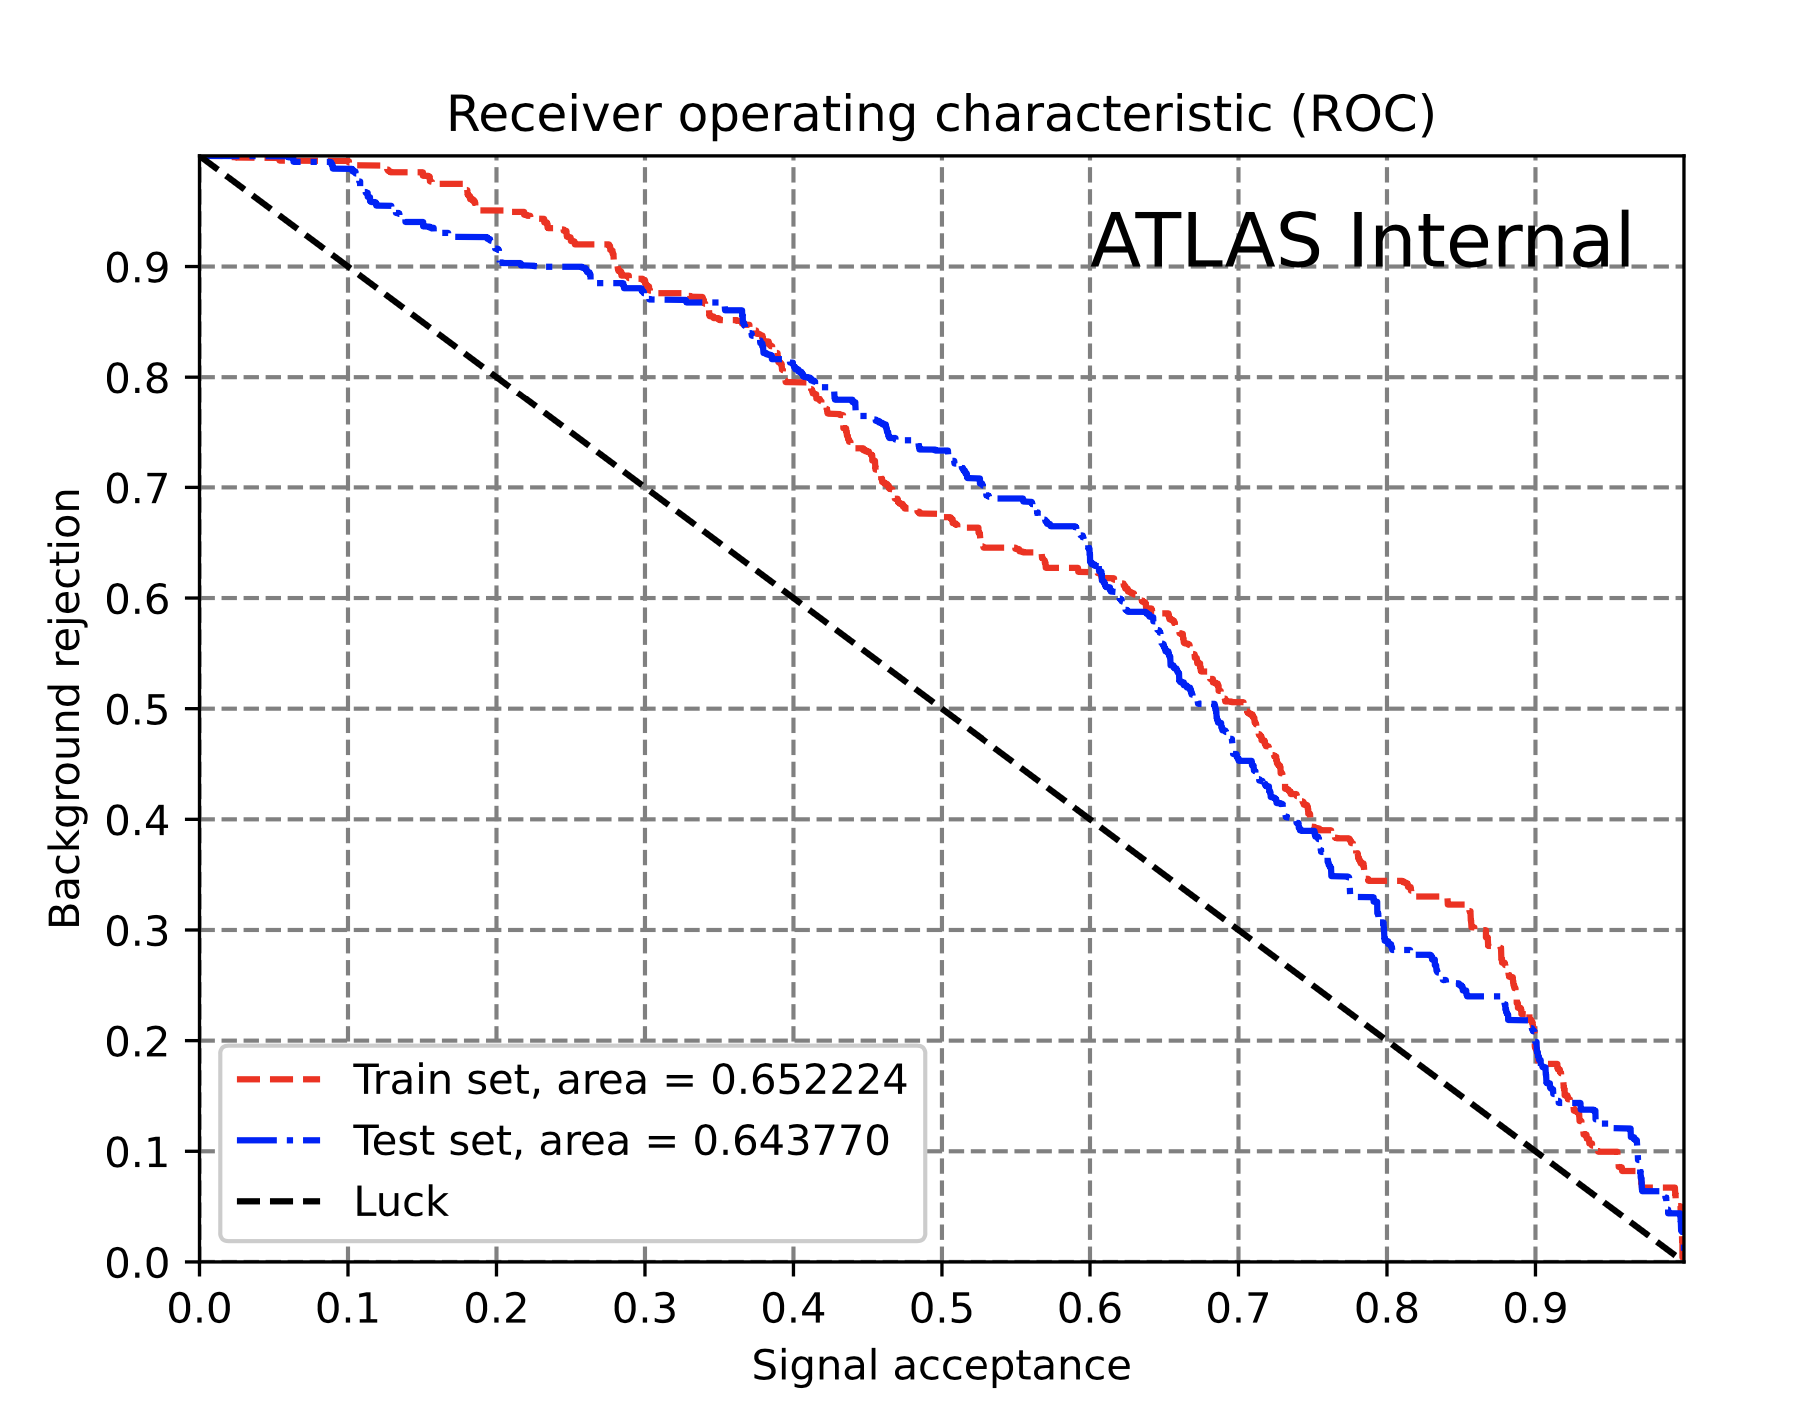 Receiver operating characteristic (ROC)
ATLAS Internal
Background rejection
0.9
0.8
0.7
0.6
0.5
0.4
0.3
0.2
0.1
0.0
Train set, area = 0.652224
Test set, area = 0.643770
Luck
0.0 0.1 0.2 0.3 0.4 0.5 0.6 0.7 0.8 0.9
Signal acceptance